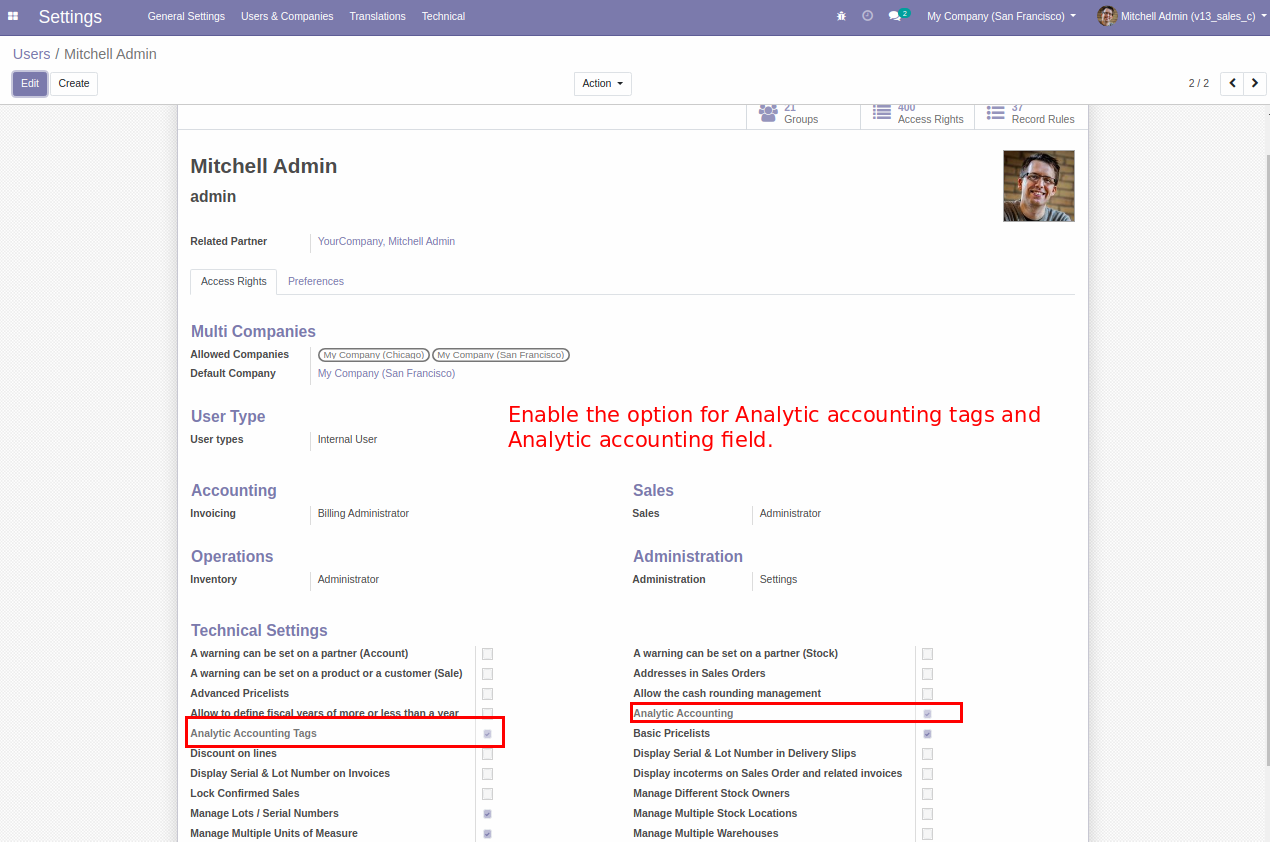 Settings General Settings Users & Companies Translations Technical 2 My Company (San Francisco) Mitchell Admin (v13_sales_c)
Users / Mitchell Admin
Edit Create Action 2 / 2
21 400 37
Groups Access Rights Record Rules
Mitchell Admin
admin
Related Partner YourCompany, Mitchell Admin
Access Rights Preferences
Multi Companies
Allowed Companies My Company (Chicago) My Company (San Francisco)
Default Company My Company (San Francisco)
User Type
Enable the option for Analytic accounting tags and
Analytic accounting field.
User types Internal User
Accounting Sales
Invoicing Billing Administrator Sales Administrator
Operations Administration
Inventory Administrator Administration Settings
Technical Settings
A warning can be set on a partner (Account) A warning can be set on a partner (Stock)
A warning can be set on a product or a customer (Sale) Addresses in Sales Orders
Advanced Pricelists Allow the cash rounding management
Allow to define fiscal years of more or less than a year Analytic Accounting
Analytic Accounting Tags Basic Pricelists
Discount on lines Display Serial & Lot Number in Delivery Slips
Display Serial & Lot Number on Invoices Display incoterms on Sales Order and related invoices
Lock Confirmed Sales Manage Different Stock Owners
Manage Lots / Serial Numbers Manage Multiple Stock Locations
Manage Multiple Units of Measure Manage Multiple Warehouses